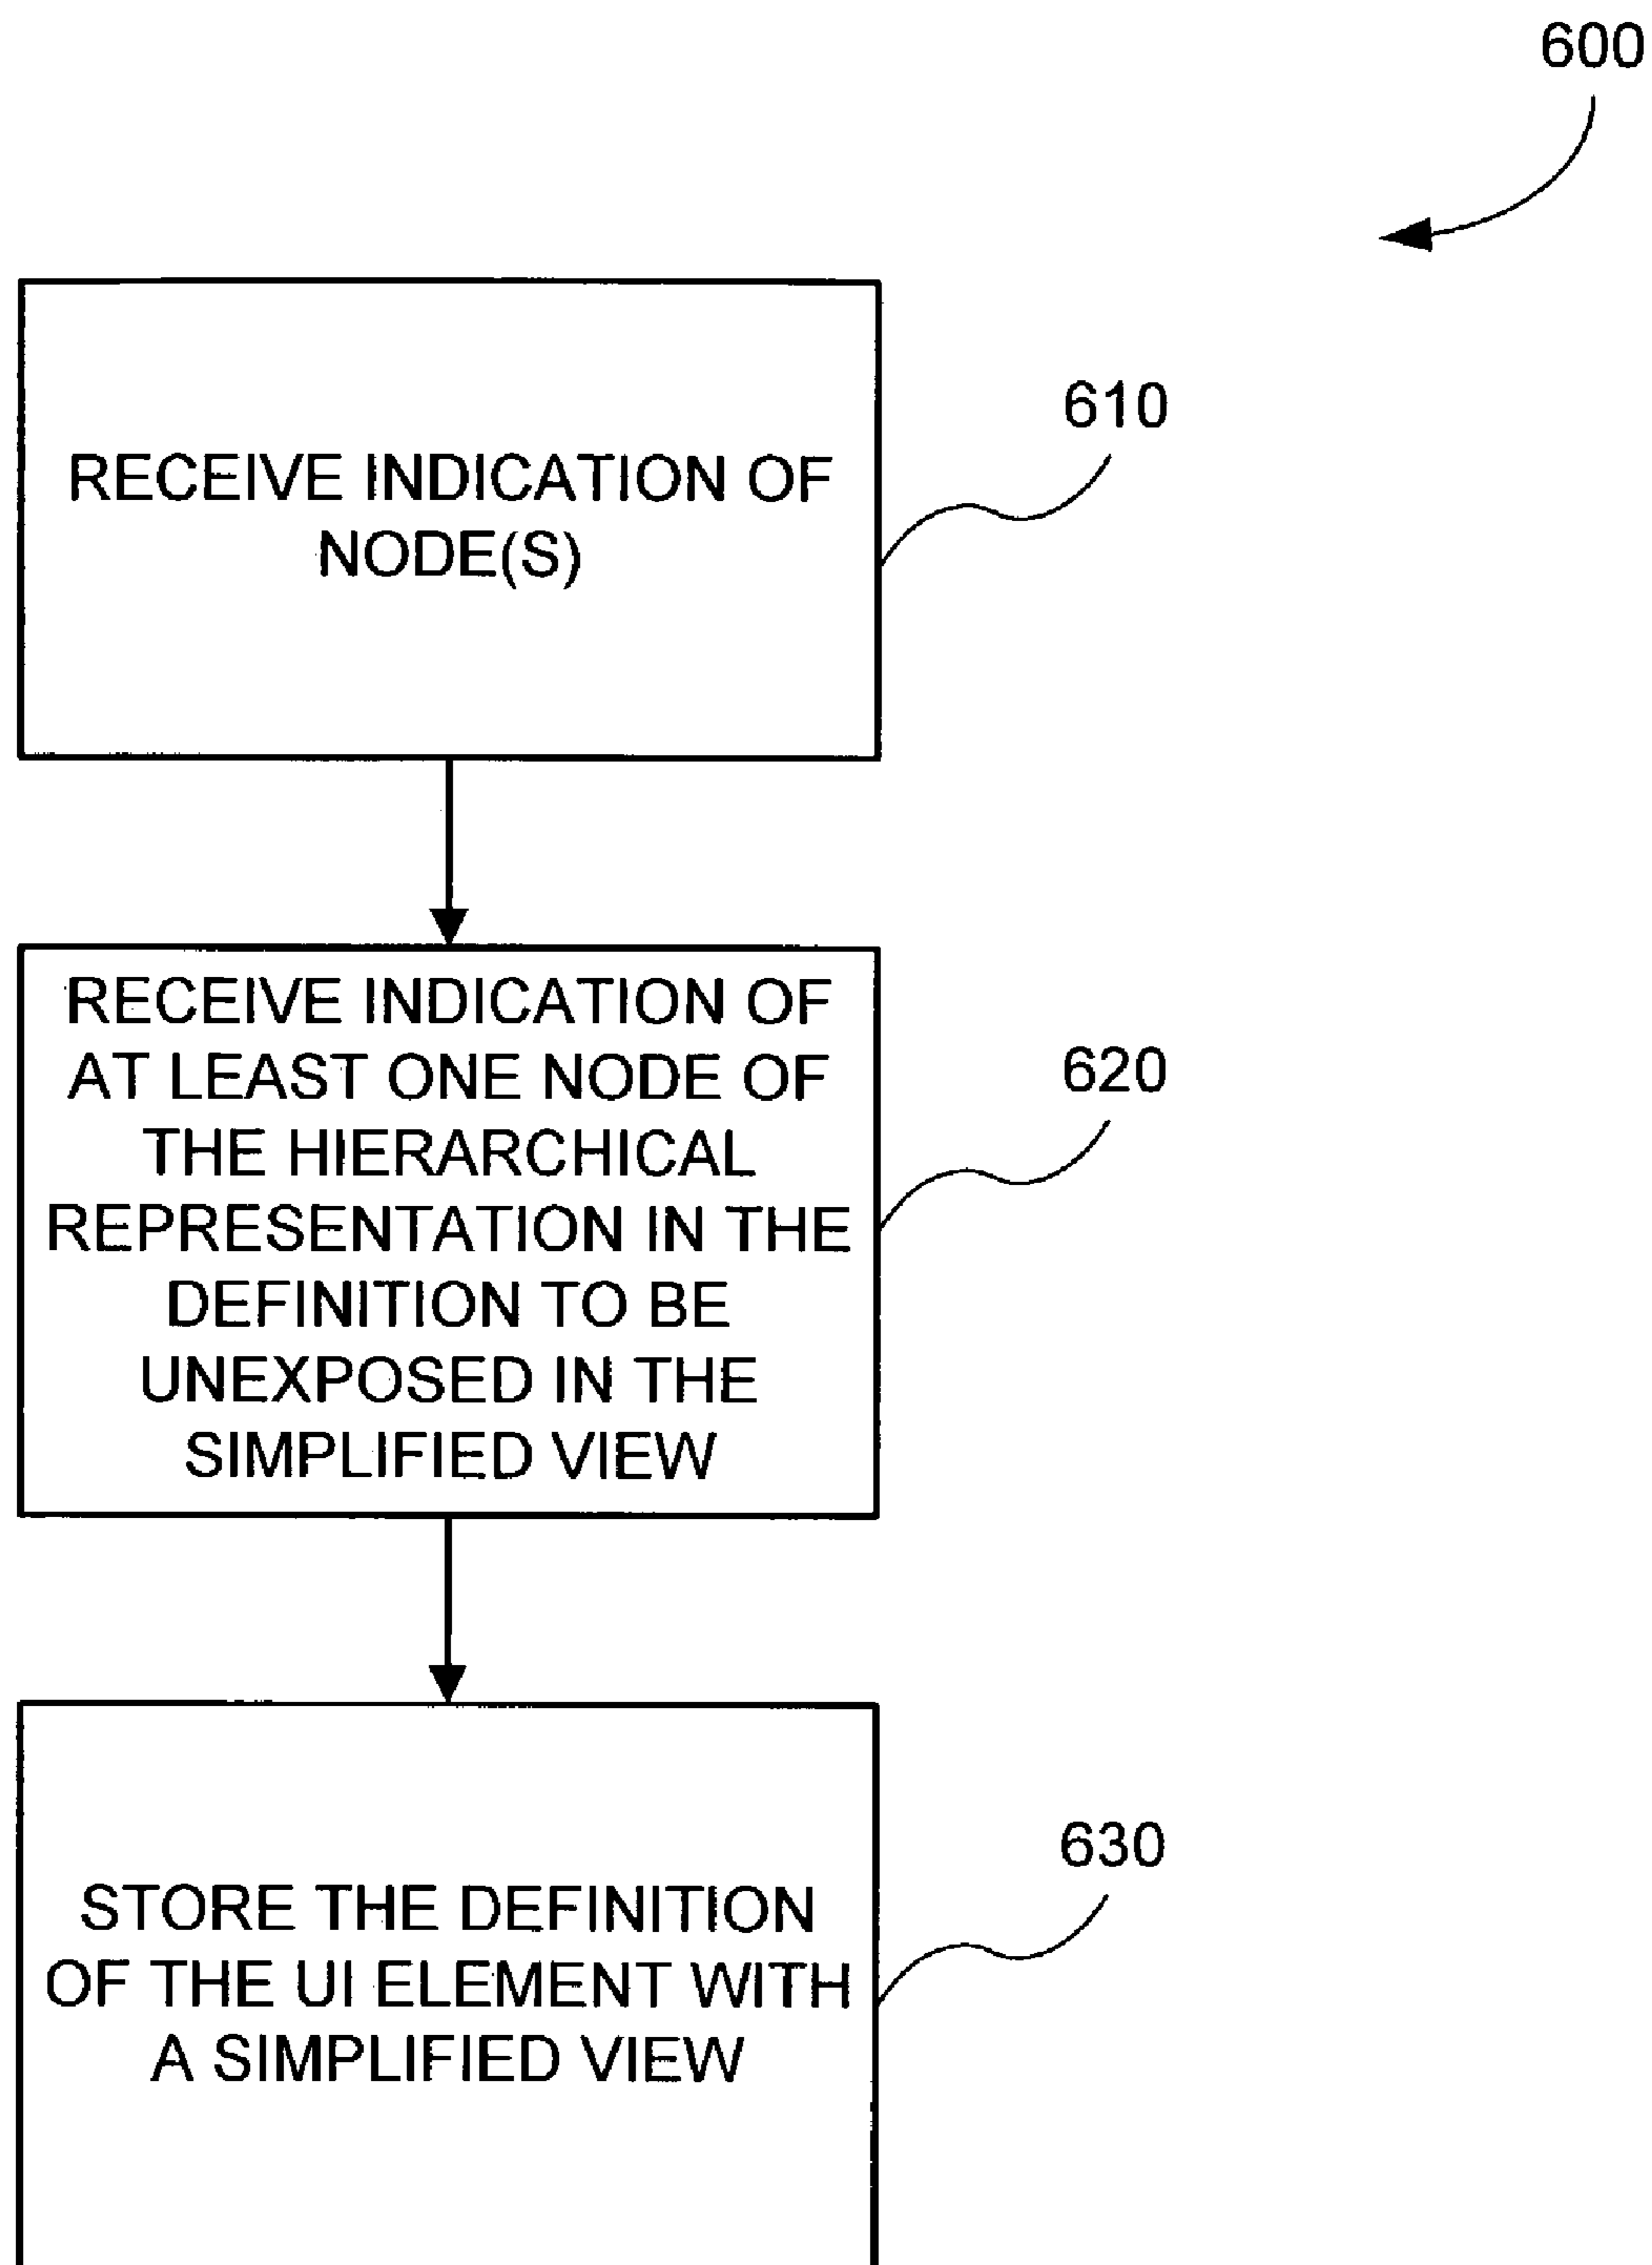 600
610
RECEIVE INDICATION OF
NODE(S)
620
RECEIVE INDICATION OF
AT LEAST ONE NODE OF
THE HIERARCHICAL
REPRESENTATION IN THE
DEFINITION TO BE
UNEXPOSED IN THE
SIMPLIFIED VIEW
630
STORE THE DEFINITION
OF THE UI ELEMENT WITH
A SIMPLIFIED VIEW